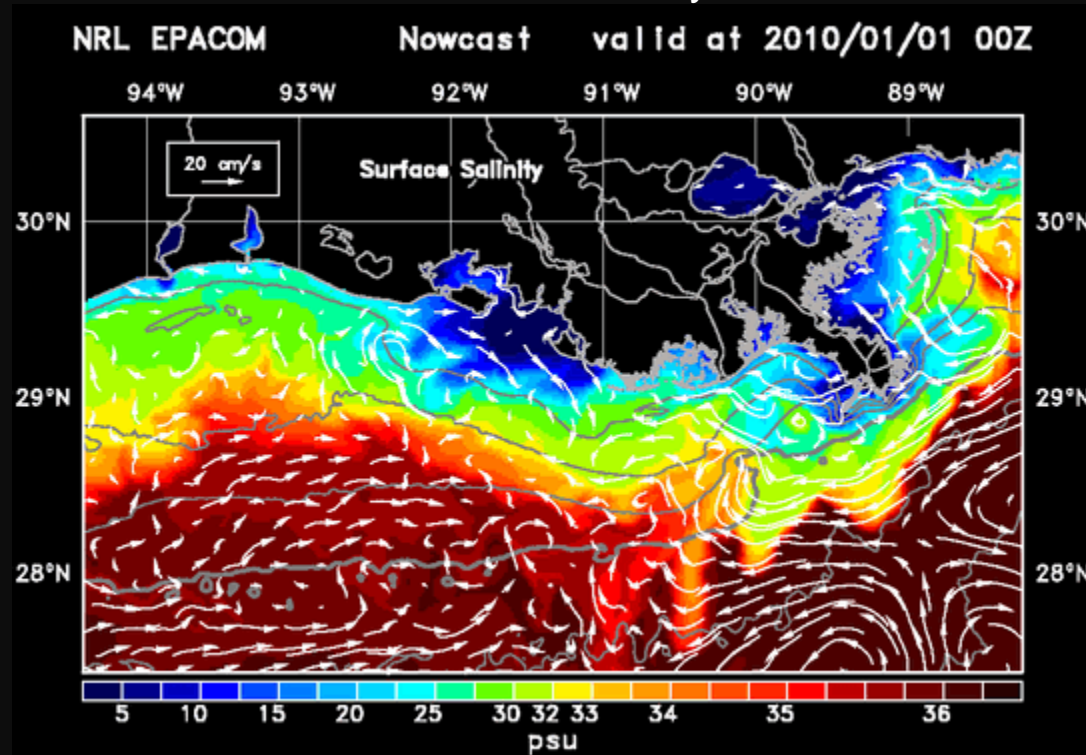 NRL EPACOM Nowcast valid at 2010/01/01 00Z
94°W 93°W 92°W 91°W 90°W 89°W
20 cm/s
Surface Salinity
30°N 30°N
29°N 29°N
28°N 28°N
5 10 15 20 25 30 32 33 34 35 36
psu